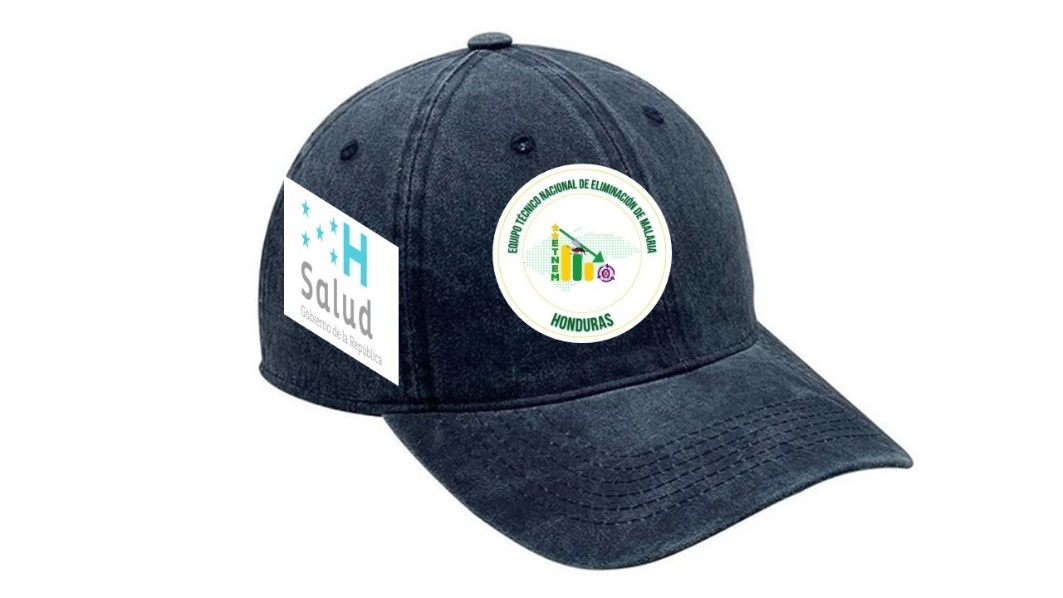 H
Salud
Gobierno de la República
EQUIPO TÉCNICO NACIONAL DE ELIMINACIÓN DE MALARIA
ETNEM
HONDURAS